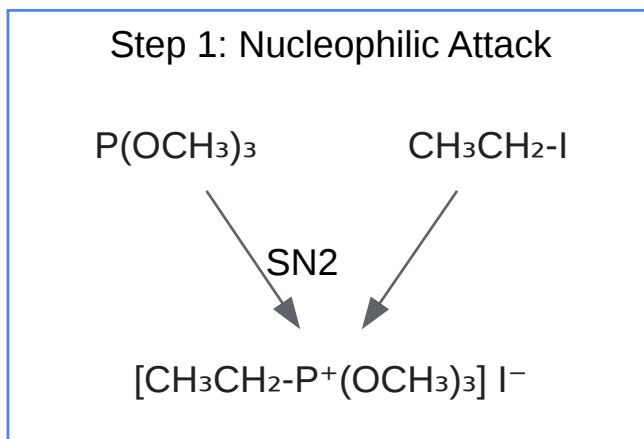 Step 1: Nucleophilic Attack
P(OCH₃)₃ CH₃CH₂-I
SN2
[CH₃CH₂-P⁺(OCH₃)₃] I⁻